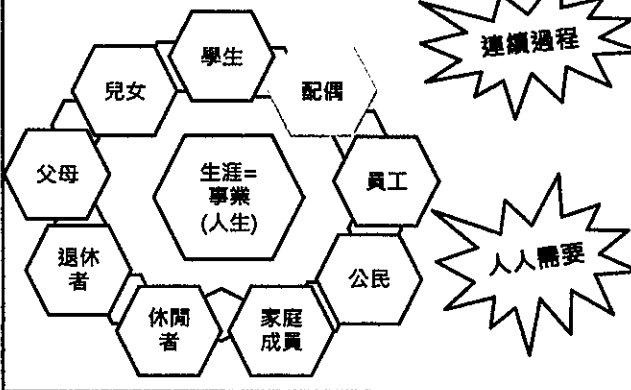 學生
連續過程
兒女
配偶
父母
生涯=
事業
(人生)
員工
退休
者
公民
人人需要
休閒
者
家庭
成員